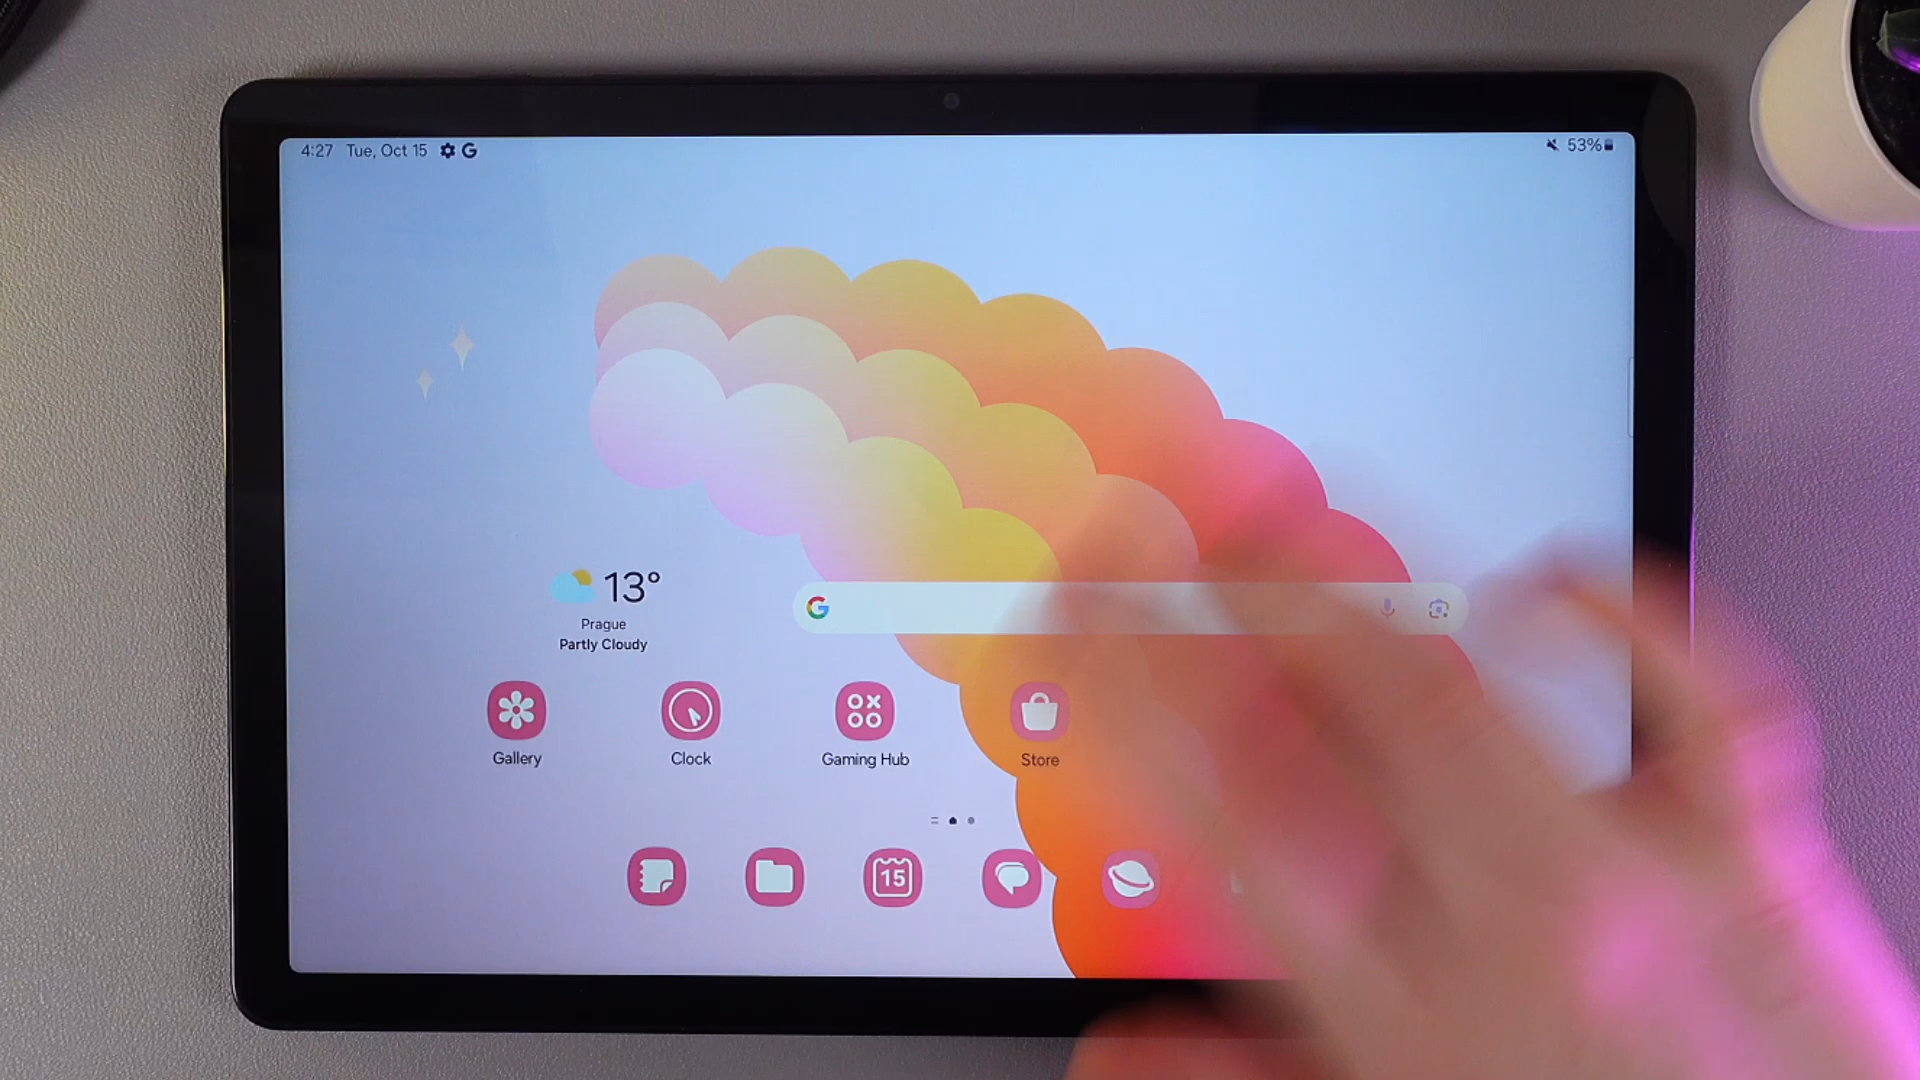 4:27 Tue, Oct 15 G
53%
13°
Prague
Partly Cloudy
G
Gallery
Clock
Gaming Hub
Store
15